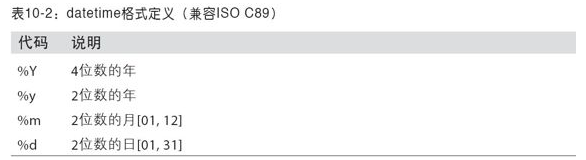 表10-2：datetime格式定义（兼容ISO C89）
代码 说明
%Y 4位数的年
%y 2位数的年
%m 2位数的月[01, 12]
%d 2位数的日[01, 31]